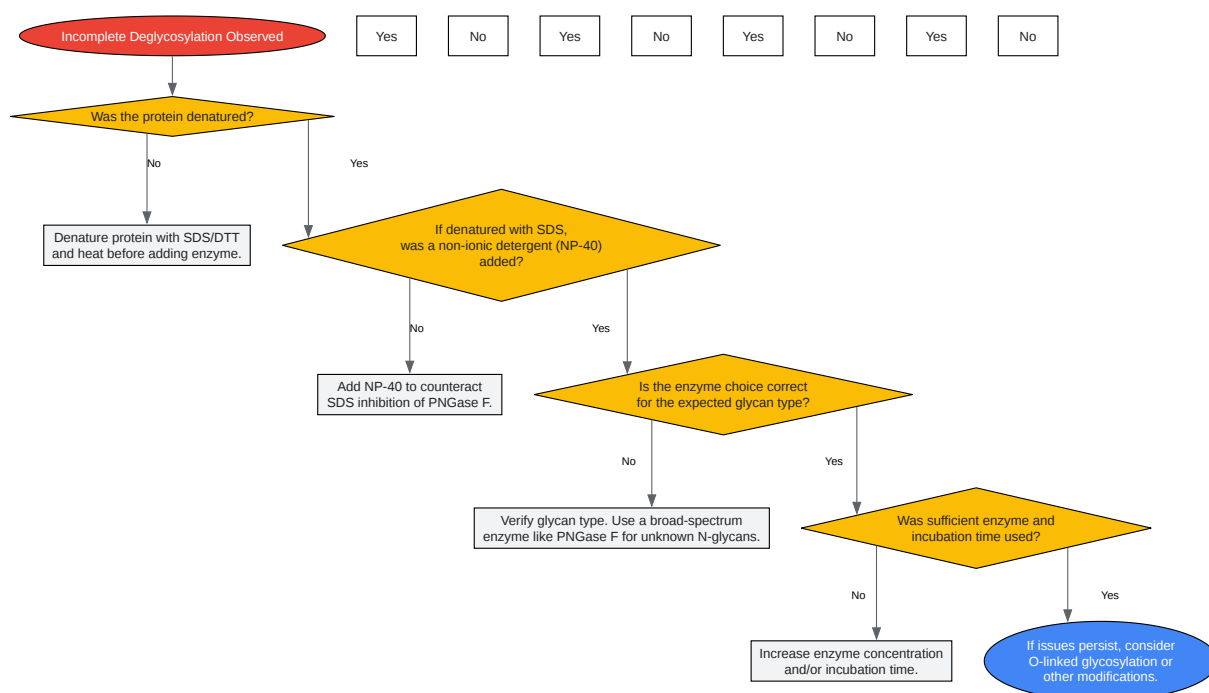 Incomplete Deglycosylation Observed
Yes
No
Yes
No
Yes
No
Yes
No
Was the protein denatured?
No
Yes
Denature protein with SDS/DTT
and heat before adding enzyme.
If denatured with SDS,
was a non-ionic detergent (NP-40)
added?
No
Yes
Add NP-40 to counteract
SDS inhibition of PNGase F.
Is the enzyme choice correct
for the expected glycan type?
No
Yes
Verify glycan type. Use a broad-spectrum
enzyme like PNGase F for unknown N-glycans.
Was sufficient enzyme and
incubation time used?
No
Yes
Increase enzyme concentration
and/or incubation time.
If issues persist, consider
O-linked glycosylation or
other modifications.